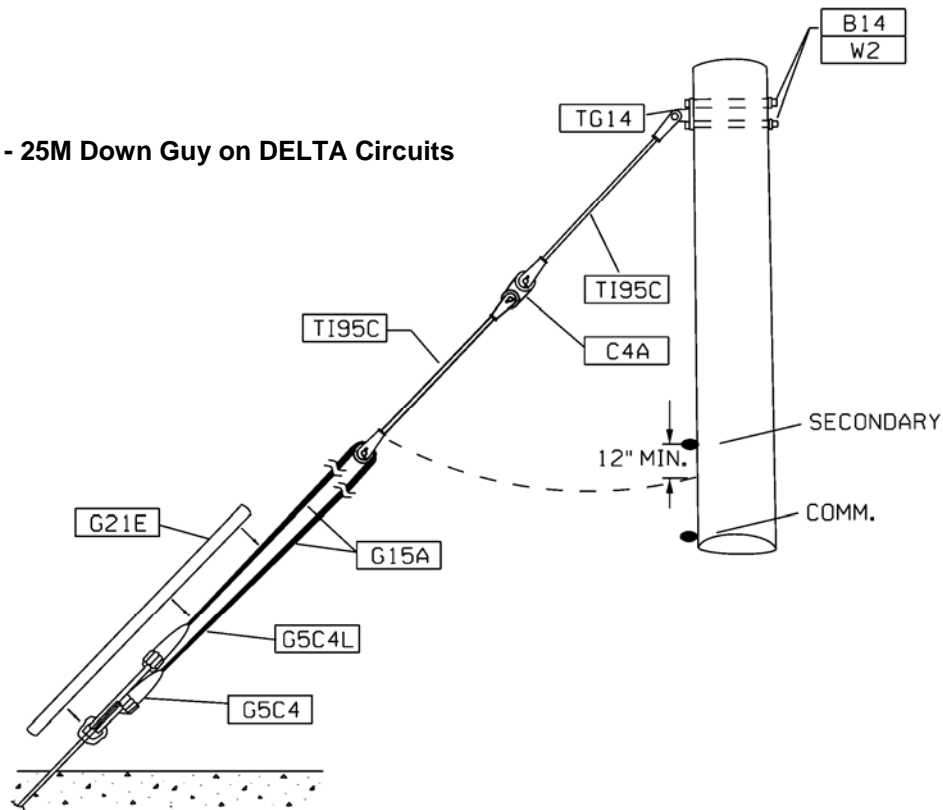 B14
W2
TG14
- 25M Down Guy on DELTA Circuits
TI95C
TI95C
C4A
SECONDARY
12" MIN.
COMM.
G21E
G15A
G5C4L
G5C4